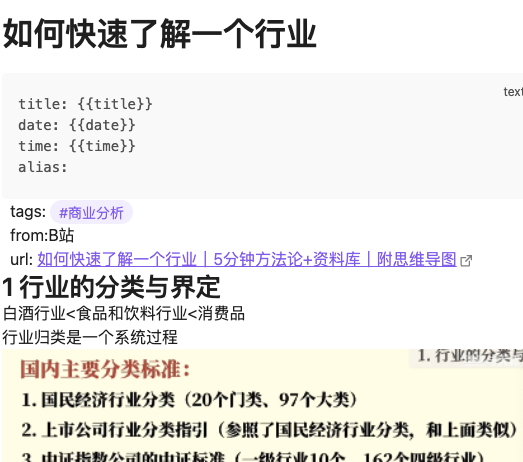 如何快速了解一个行业
text
title: {{title}}
date: {{date}}
time: {{time}}
alias:
tags: #商业分析
from:B站
url: 如何快速了解一个行业丨5分钟方法论+资料库丨附思维导图
1 行业的分类与界定
白酒行业<食品和饮料行业<消费品
行业归类是一个系统过程
1. 行业的分类与
国内主要分类标准：
1. 国民经济行业分类（20个门类、97个大类）
2. 上市公司行业分类指引（参照了国民经济行业分类，和上面类似）
3. 中证指数公司的中证标准（一级行业10个、162个四级行业）